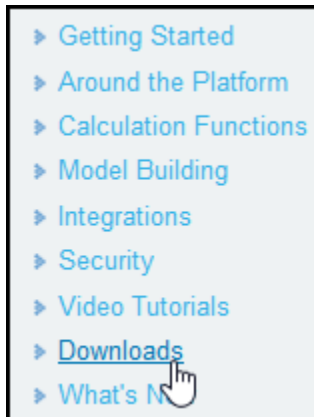 Getting Started
Around the Platform
Calculation Functions
Model Building
Integrations
Security
Video Tutorials
Downloads
What's N